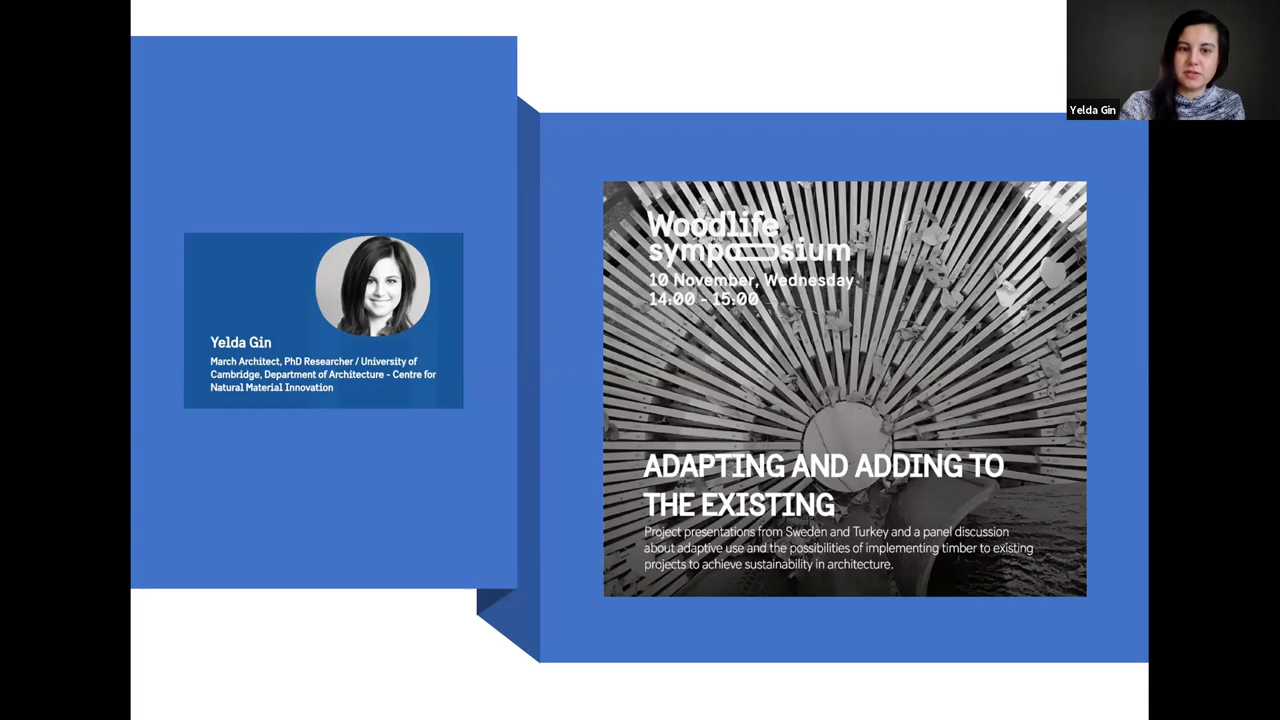 Yelda Gin
Yelda Gin
March Architect, PhD Researcher / University of
Cambridge, Department of Architecture - Centre for
Natural Material Innovation
Woodlife
symposium
10 November, Wednesday
14:00 - 15:00
ADAPTING AND ADDING TO
THE EXISTING
Project presentations from Sweden and Turkey and a panel discussion
about adaptive use and the possibilities of implementing timber to existing
projects to achieve sustainability in architecture.